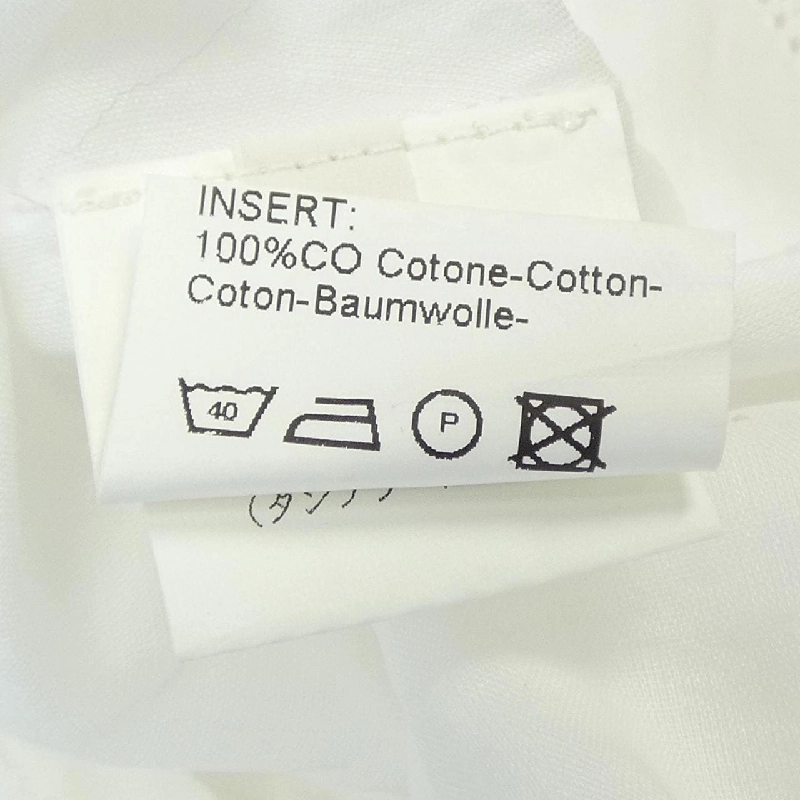 INSERT:
100%CO Cotone-Cotton-
Coton-Baumwolle-
40
P